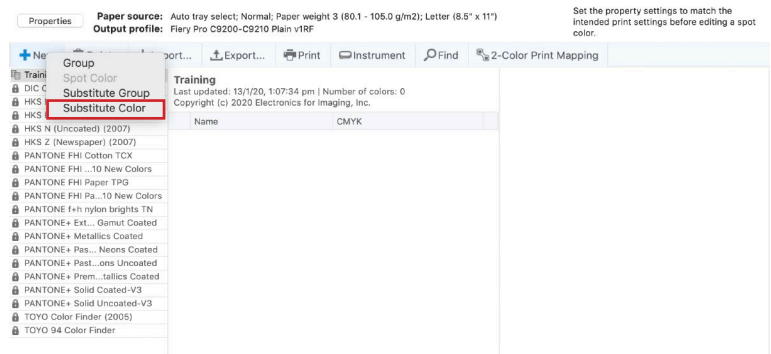 Properties
Paper source: Auto tray select; Normal; Paper weight 3 (80.1 - 105.0 g/m2); Letter (8.5" x 11")
Output profile: Fiery Pro C9200-C9210 Plain v1RF
Set the property settings to match the
intended print settings before editing a spot
color.
Export... Print Instrument Find 2-Color Print Mapping
Group
Spot Color
Substitute Group
Substitute Color
Training
Last updated: 13/1/20, 1:07:34 pm | Number of colors: 0
Copyright (c) 2020 Electronics for Imaging, Inc.
Name CMYK
DIC
HKS
HKS
HKS N (Uncoated) (2007)
HKS Z (Newspaper) (2007)
PANTONE FHI Cotton TCX
PANTONE FHI ...10 New Colors
PANTONE FHI Paper TPG
PANTONE FHI Pa...10 New Colors
PANTONE f+h nylon brights TN
PANTONE+ Ext... Gamut Coated
PANTONE+ Metallics Coated
PANTONE+ Pas... Neons Coated
PANTONE+ Past...ons Uncoated
PANTONE+ Prem...tallics Coated
PANTONE+ Solid Coated-V3
PANTONE+ Solid Uncoated-V3
TOYO Color Finder (2005)
TOYO 94 Color Finder